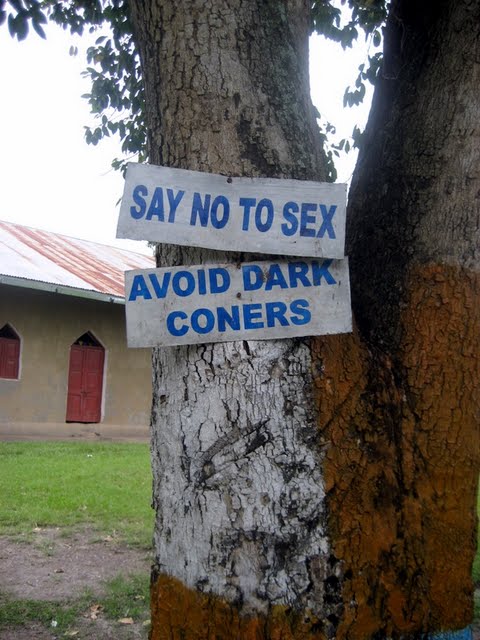 SAY NO TO SEX
AVOID DARK
CONERS